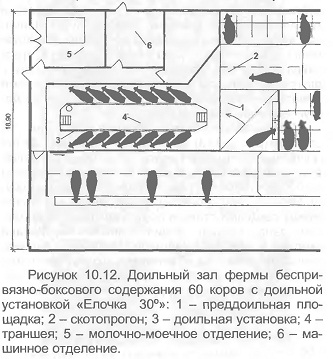 5
6
2
1
4
3
18.90
Рисунок 10.12. Доильный зал фермы беспри-
вязно-боксового содержания 60 коров с доильной
установкой «Елочка 30°»: 1 – преддоильная пло-
щадка; 2 – скотопрогон; 3 – доильная установка; 4 –
траншея; 5 – молочно-моечное отделение; 6 – ма-
шинное отделение.